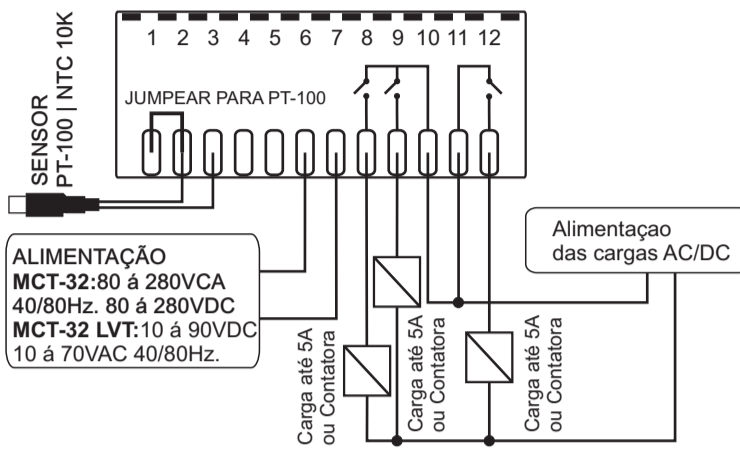 1 2 3 4 5 6 7 8 9 10 11 12
JUMPEAR PARA PT-100
SENSOR
PT-100 | NTC 10K
ALIMENTAÇÃO
MCT-32:80 á 280VCA
40/80Hz. 80 á 280VDC
MCT-32 LVT:10 á 90VDC
10 á 70VAC 40/80Hz.
Alimentaçao
das cargas AC/DC
Carga até 5A
ou Contatora
Carga até 5A
ou Contatora
Carga até 5A
ou Contatora